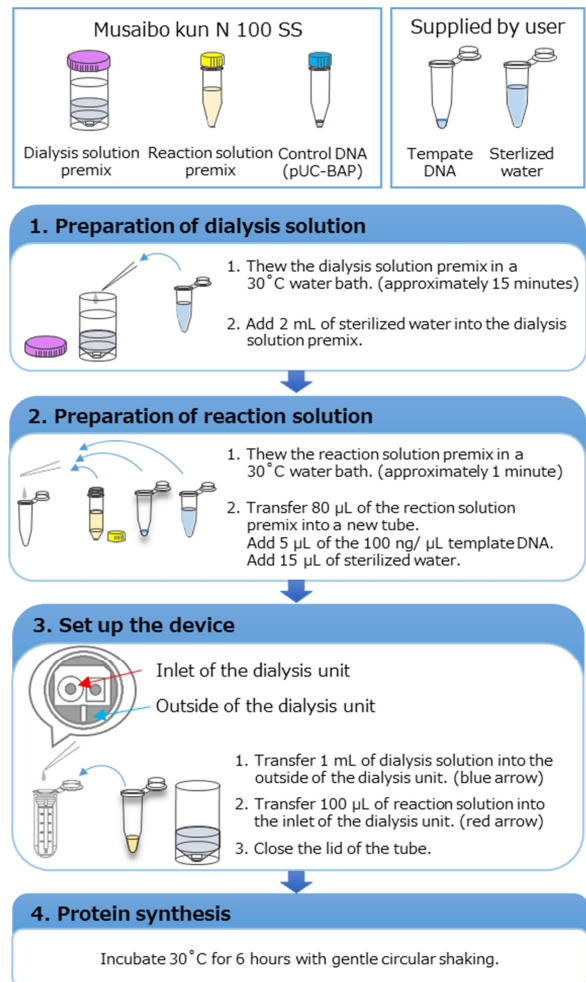 Musaibo kun N 100 SS
Supplied by user
Dialysis solution
premix
Reaction solution
premix
Control DNA
(pUC-BAP)
Tempate
DNA
Sterlized
water
1. Preparation of dialysis solution
1. Thew the dialysis solution premix in a
30˚C water bath. (approximately 15 minutes)
2. Add 2 mL of sterilized water into the dialysis
solution premix.
2. Preparation of reaction solution
1. Thew the reaction solution premix in a
30˚C water bath. (approximately 1 minute)
2. Transfer 80 µL of the rection solution
premix into a new tube.
Add 5 µL of the 100 ng/ µL template DNA.
Add 15 µL of sterilized water.
3. Set up the device
Inlet of the dialysis unit
Outside of the dialysis unit
1. Transfer 1 mL of dialysis solution into the
outside of the dialysis unit. (blue arrow)
2. Transfer 100 µL of reaction solution into
the inlet of the dialysis unit. (red arrow)
3. Close the lid of the tube.
4. Protein synthesis
Incubate 30˚C for 6 hours with gentle circular shaking.